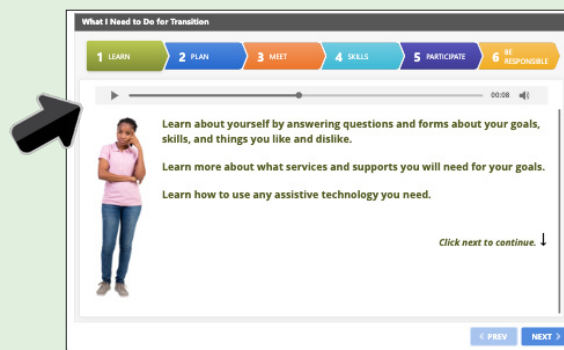 What I Need to Do for Transition
1 LEARN
2 PLAN
3 MEET
4 SKILLS
5 PARTICIPATE
6 BE RESPONSIBLE
00:08
Learn about yourself by answering questions and forms about your goals,
skills, and things you like and dislike.
Learn more about what services and supports you will need for your goals.
Learn how to use any assistive technology you need.
Click next to continue. ↓
< PREV
NEXT >